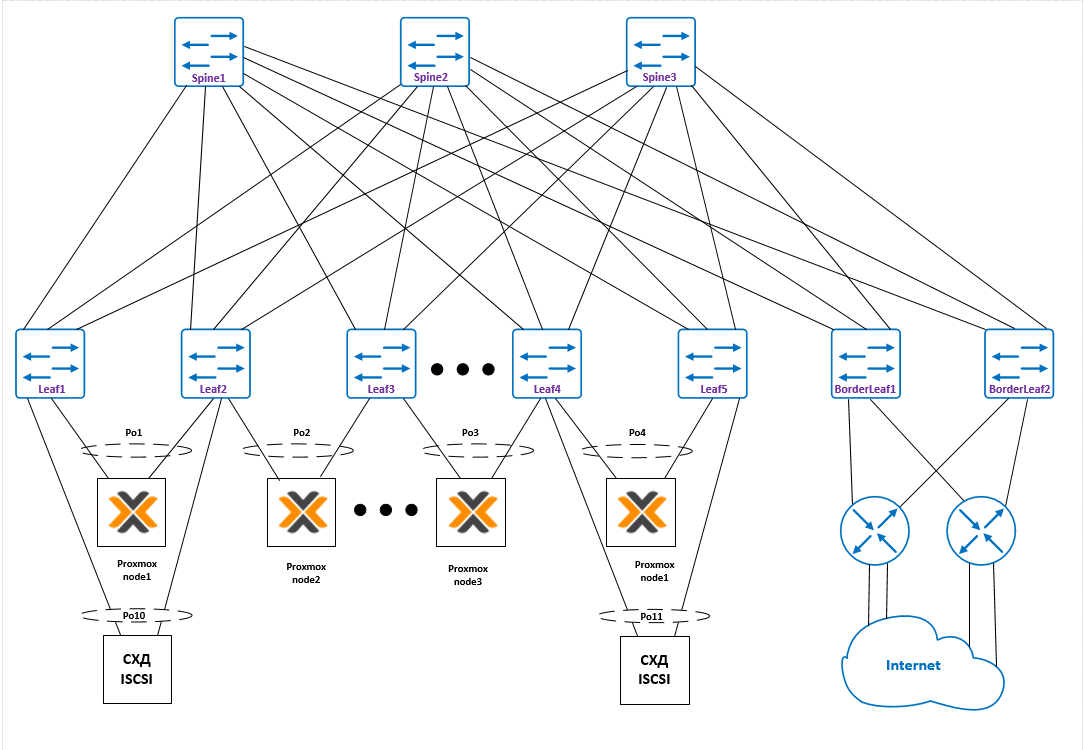 Spine1
Spine2
Spine3
Leaf1
Leaf2
Leaf3
Leaf4
Leaf5
BorderLeaf1
BorderLeaf2
Po1
Po2
Po3
Po4
Proxmox
node1
Proxmox
node2
Proxmox
node3
Proxmox
node1
Po10
Po11
СХД
ISCSI
СХД
ISCSI
Internet